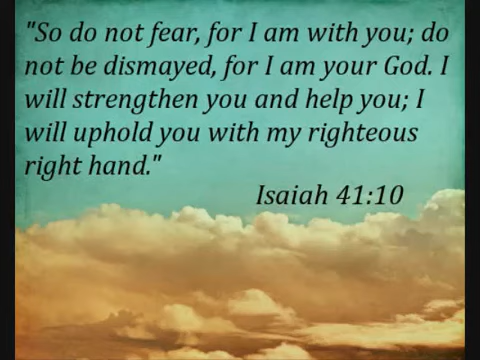 "So do not fear, for I am with you; do
not be dismayed, for I am your God. I
will strengthen you and help you; I
will uphold you with my righteous
right hand."
Isaiah 41:10